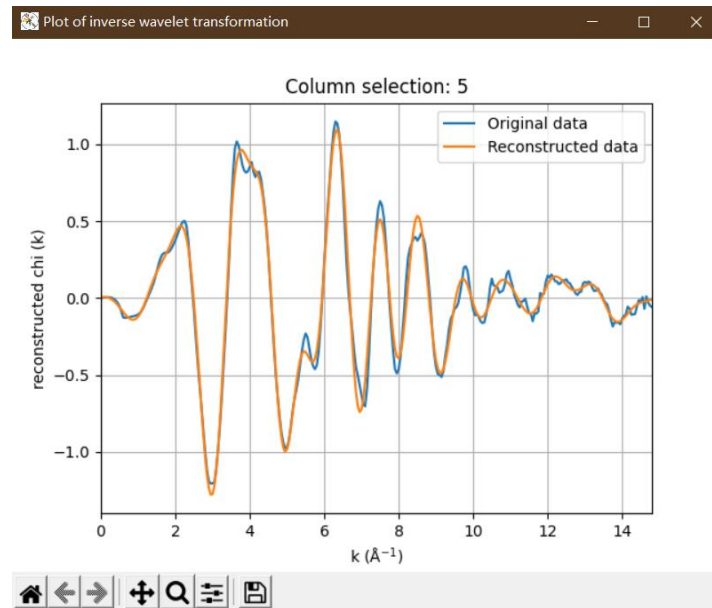 Plot of inverse wavelet transformation
Column selection: 5
Original data
Reconstructed data
reconstructed chi (k)
1.0
0.5
0.0
−0.5
−1.0
0 2 4 6 8 10 12 14
k (Å⁻¹)